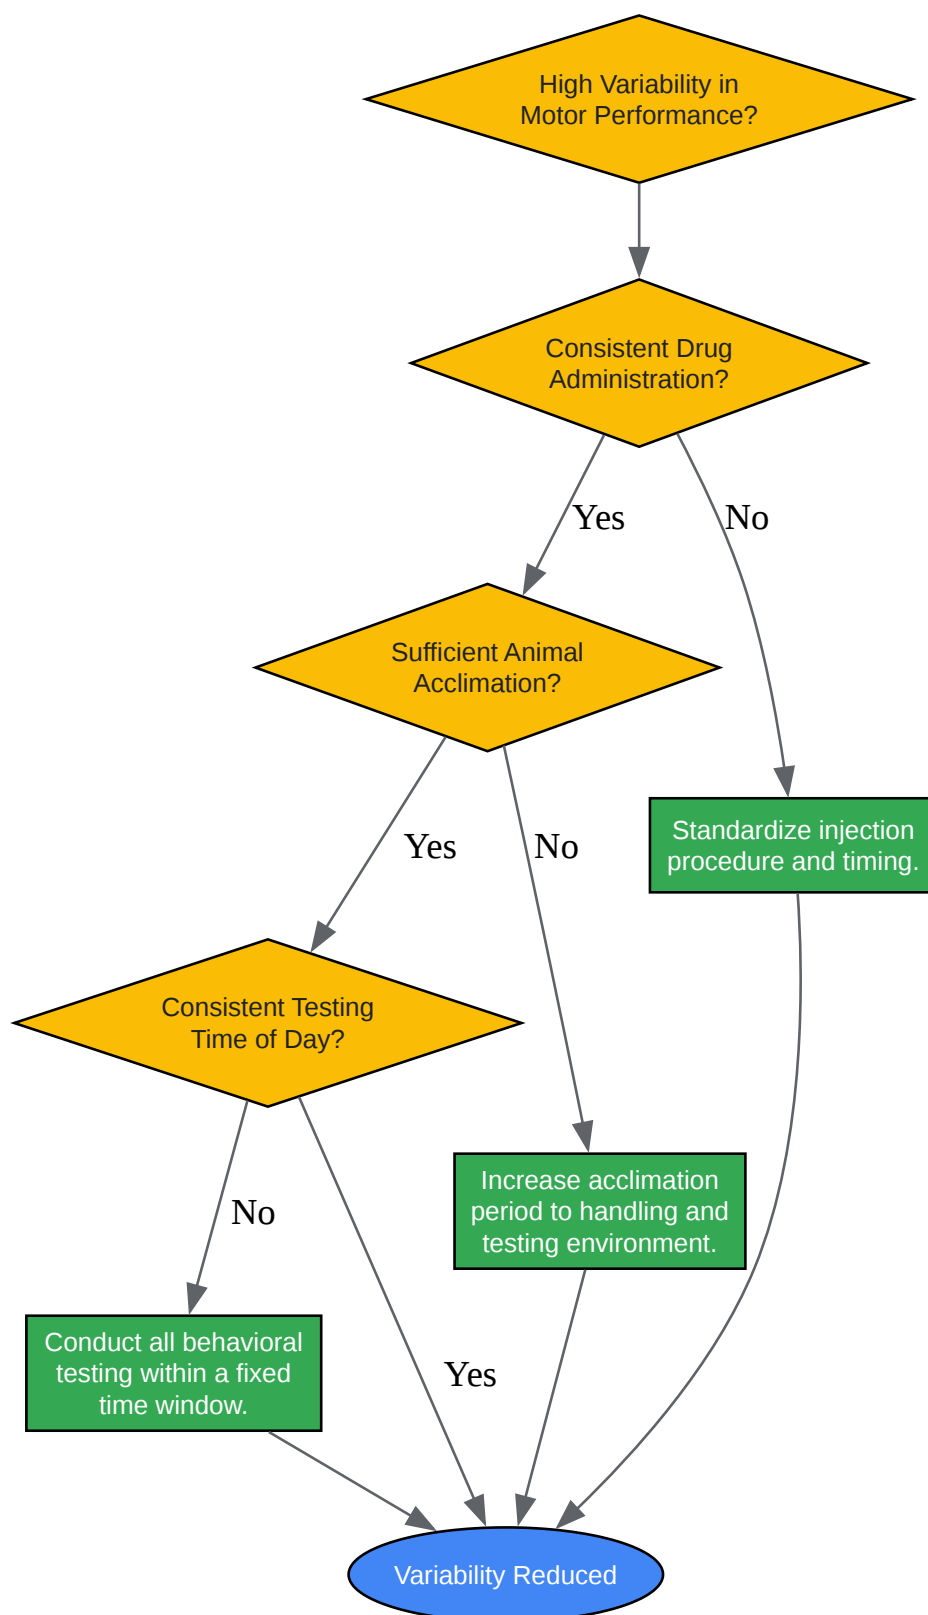 High Variability in
Motor Performance?
Consistent Drug
Administration?
Yes
No
Sufficient Animal
Acclimation?
Standardize injection
procedure and timing.
Yes
No
Consistent Testing
Time of Day?
Increase acclimation
period to handling and
testing environment.
No
Conduct all behavioral
testing within a fixed
time window.
Yes
Variability Reduced